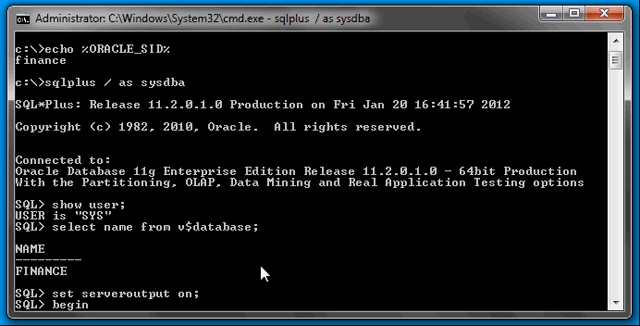 Administrator: C:\Windows\System32\cmd.exe - sqlplus / as sysdba
c:\>echo %ORACLE_SID%
finance
c:\>sqlplus / as sysdba
SQL*Plus: Release 11.2.0.1.0 Production on Fri Jan 20 16:41:57 2012
Copyright (c) 1982, 2010, Oracle.  All rights reserved.
Connected to:
Oracle Database 11g Enterprise Edition Release 11.2.0.1.0 - 64bit Production
With the Partitioning, OLAP, Data Mining and Real Application Testing options
SQL> show user;
USER is "SYS"
SQL> select name from v$database;
NAME
---------
FINANCE
SQL> set serveroutput on;
SQL> begin